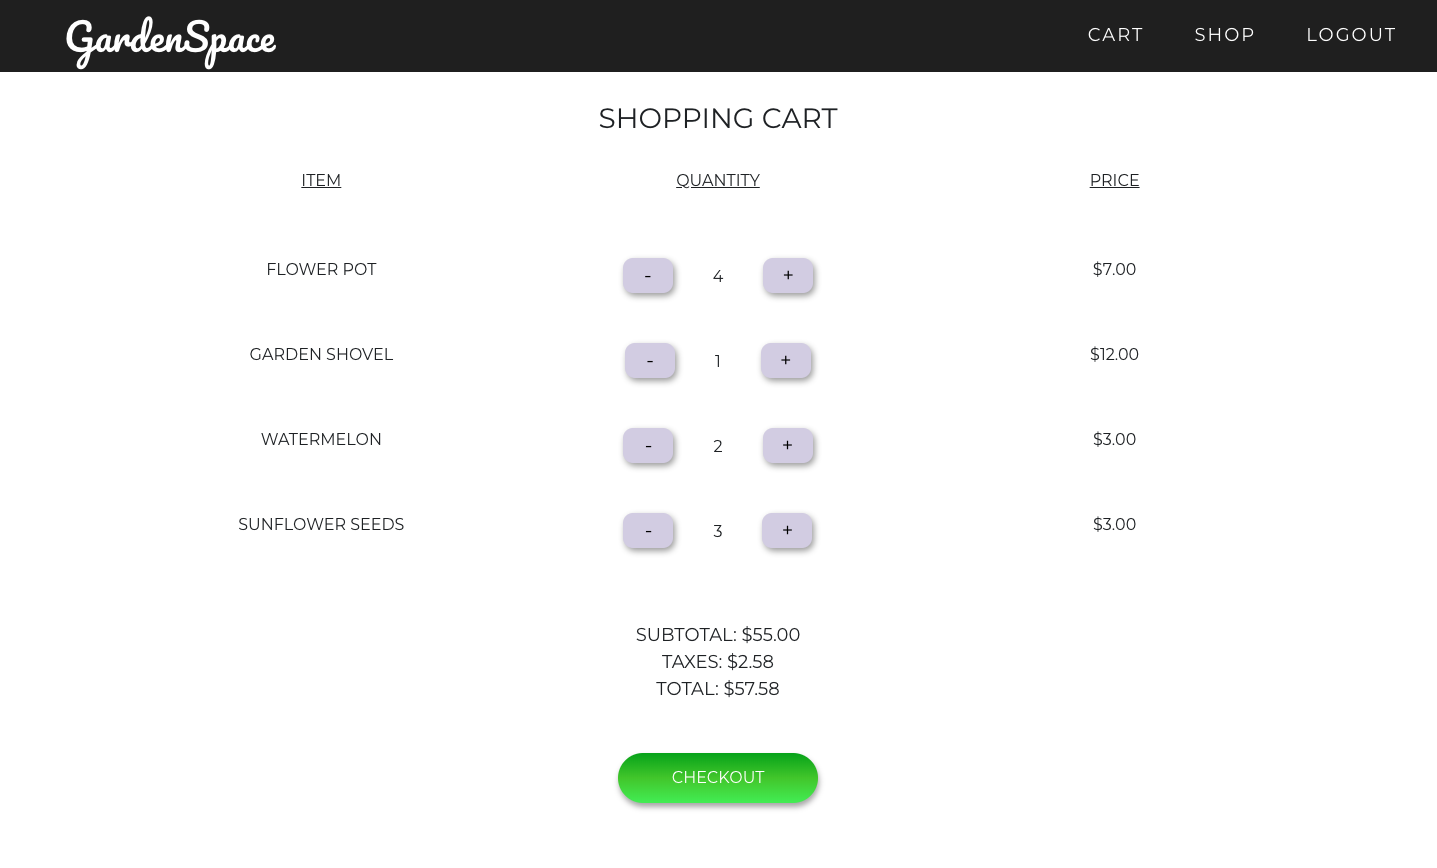 GardenSpace CART SHOP LOGOUT
SHOPPING CART
ITEM QUANTITY PRICE
FLOWER POT - 4 + $7.00
GARDEN SHOVEL - 1 + $12.00
WATERMELON - 2 + $3.00
SUNFLOWER SEEDS - 3 + $3.00
SUBTOTAL: $55.00
TAXES: $2.58
TOTAL: $57.58
CHECKOUT